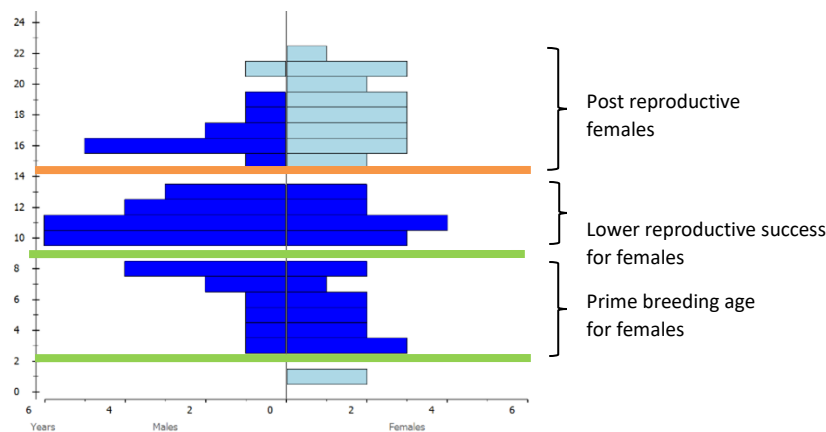 24
22
20
18
16
14
12
10
8
6
4
2
0
6 4 2 0 2 4 6
Years Males Females
Post reproductive
females
Lower reproductive success
for females
Prime breeding age
for females